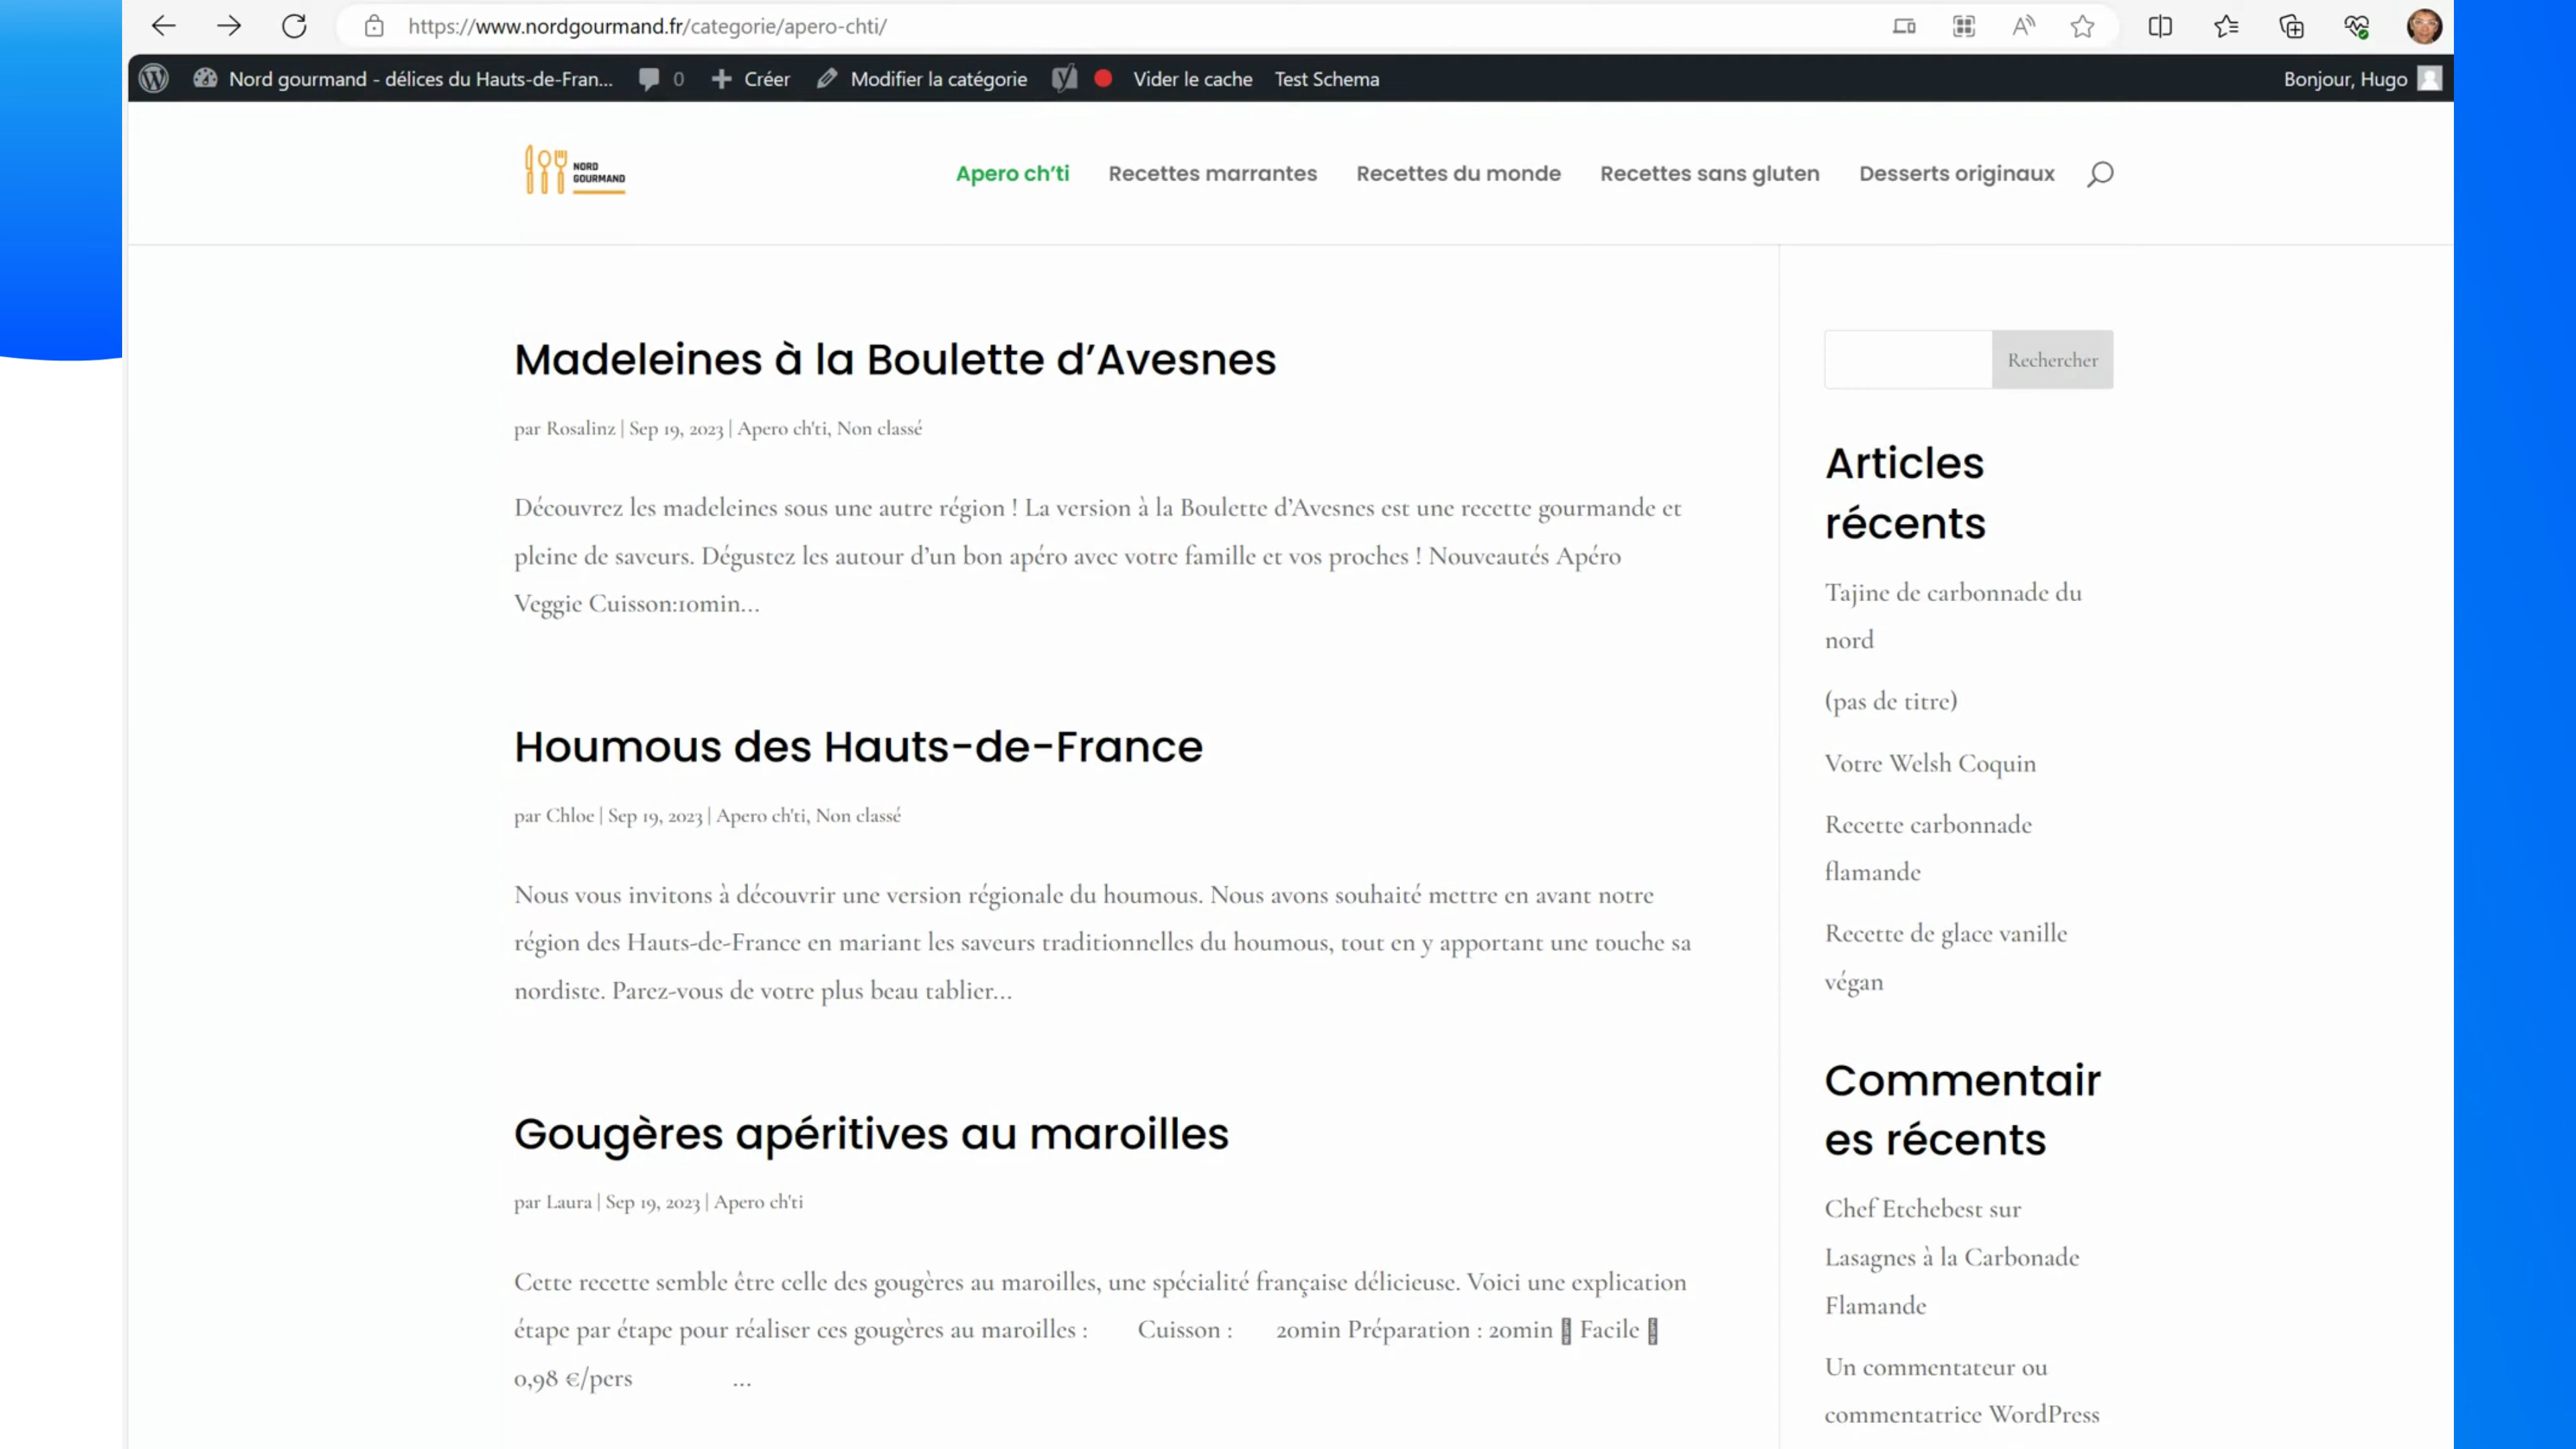 https://www.nordgourmand.fr/categorie/apero-chti/
Nord gourmand - délices du Hauts-de-Fran...
0
Créer
Modifier la catégorie
Vider le cache
Test Schema
Bonjour, Hugo
NORD
GOURMAND
Apero ch’ti
Recettes marrantes
Recettes du monde
Recettes sans gluten
Desserts originaux
Madeleines à la Boulette d’Avesnes
par Rosalinz | Sep 19, 2023 | Apero ch'ti, Non classé
Découvrez les madeleines sous une autre région ! La version à la Boulette d’Avesnes est une recette gourmande et
pleine de saveurs. Dégustez les autour d’un bon apéro avec votre famille et vos proches ! Nouveautés Apéro
Veggie Cuisson:10min...
Houmous des Hauts-de-France
par Chloe | Sep 19, 2023 | Apero ch'ti, Non classé
Nous vous invitons à découvrir une version régionale du houmous. Nous avons souhaité mettre en avant notre
région des Hauts-de-France en mariant les saveurs traditionnelles du houmous, tout en y apportant une touche sa
nordiste. Parez-vous de votre plus beau tablier...
Gougères apéritives au maroilles
par Laura | Sep 19, 2023 | Apero ch'ti
Cette recette semble être celle des gougères au maroilles, une spécialité française délicieuse. Voici une explication
étape par étape pour réaliser ces gougères au maroilles : Cuisson : 20min Préparation : 20min Facile
0,98 €/pers ...
Rechercher
Articles
récents
Tajine de carbonnade du
nord
(pas de titre)
Votre Welsh Coquin
Recette carbonnade
flamande
Recette de glace vanille
végan
Commentair
es récents
Chef Etchebest sur
Lasagnes à la Carbonade
Flamande
Un commentateur ou
commentatrice WordPress